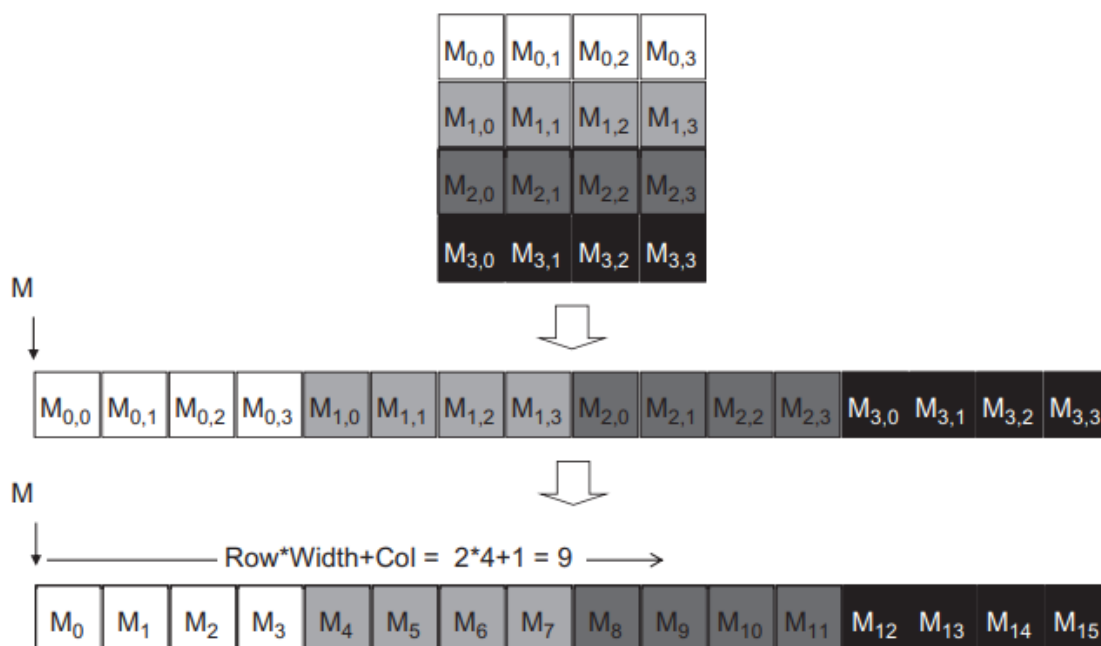 M₀,₀ M₀,₁ M₀,₂ M₀,₃
M₁,₀ M₁,₁ M₁,₂ M₁,₃
M₂,₀ M₂,₁ M₂,₂ M₂,₃
M₃,₀ M₃,₁ M₃,₂ M₃,₃
M
M₀,₀ M₀,₁ M₀,₂ M₀,₃ M₁,₀ M₁,₁ M₁,₂ M₁,₃ M₂,₀ M₂,₁ M₂,₂ M₂,₃ M₃,₀ M₃,₁ M₃,₂ M₃,₃
M
Row*Width+Col = 2*4+1 = 9
M₀ M₁ M₂ M₃ M₄ M₅ M₆ M₇ M₈ M₉ M₁₀ M₁₁ M₁₂ M₁₃ M₁₄ M₁₅